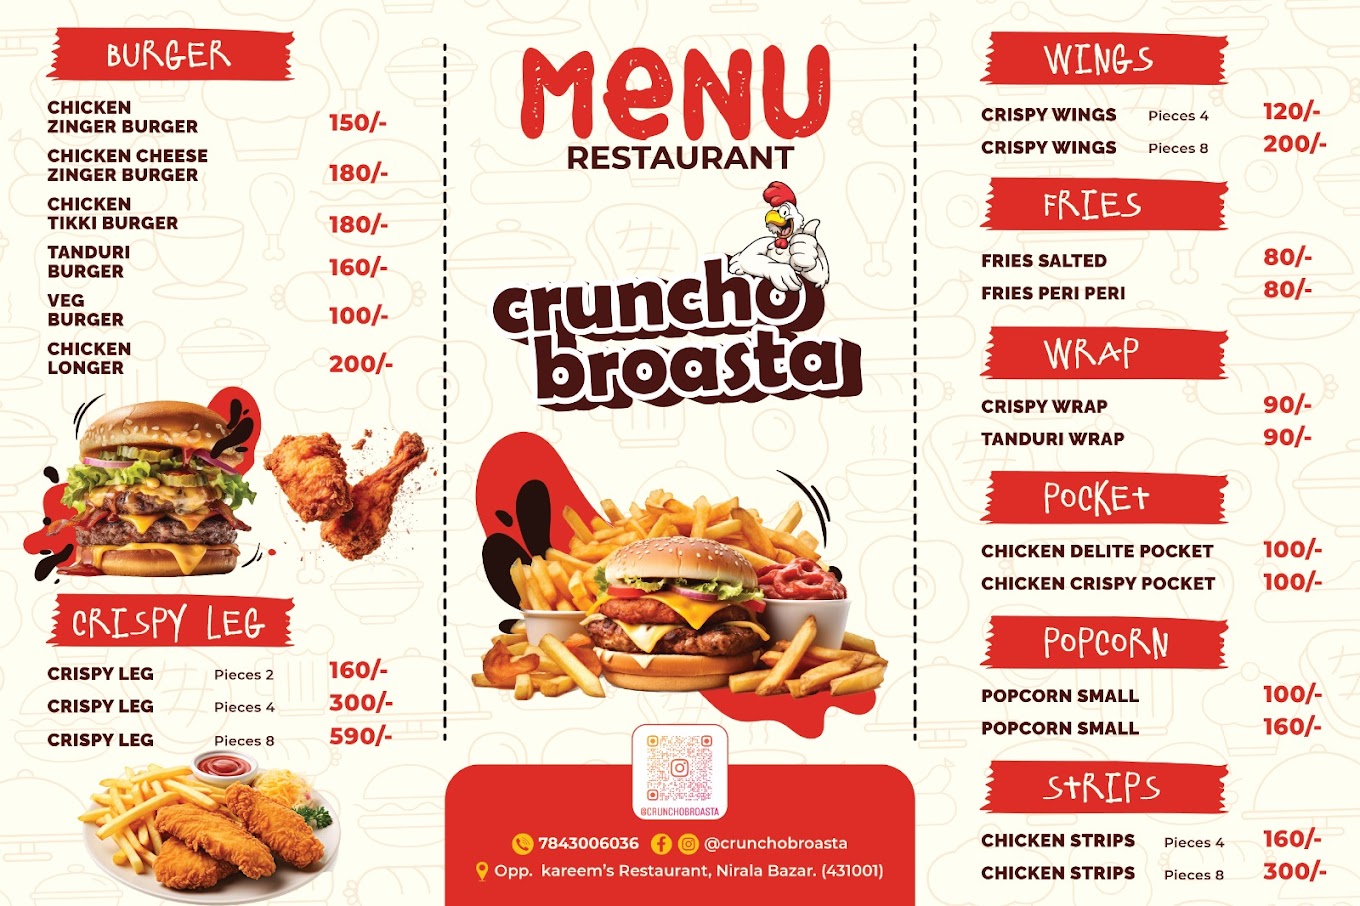 BURGER
CHICKEN
ZINGER BURGER 150/-
CHICKEN CHEESE
ZINGER BURGER 180/-
CHICKEN
TIKKI BURGER 180/-
TANDURI
BURGER 160/-
VEG
BURGER 100/-
CHICKEN
LONGER 200/-
CRISPY LEG
CRISPY LEG Pieces 2 160/-
CRISPY LEG Pieces 4 300/-
CRISPY LEG Pieces 8 590/-
MeNU
RESTAURANT
cruncho
broasta
@CRUNCHOBROASTA
7843006036 @crunchobroasta
Opp. kareem's Restaurant, Nirala Bazar. (431001)
WINGS
CRISPY WINGS Pieces 4 120/-
CRISPY WINGS Pieces 8 200/-
FRIES
FRIES SALTED 80/-
FRIES PERI PERI 80/-
WRAP
CRISPY WRAP 90/-
TANDURI WRAP 90/-
POCKEt
CHICKEN DELITE POCKET 100/-
CHICKEN CRISPY POCKET 100/-
POPCORN
POPCORN SMALL 100/-
POPCORN SMALL 160/-
StRIPS
CHICKEN STRIPS Pieces 4 160/-
CHICKEN STRIPS Pieces 8 300/-